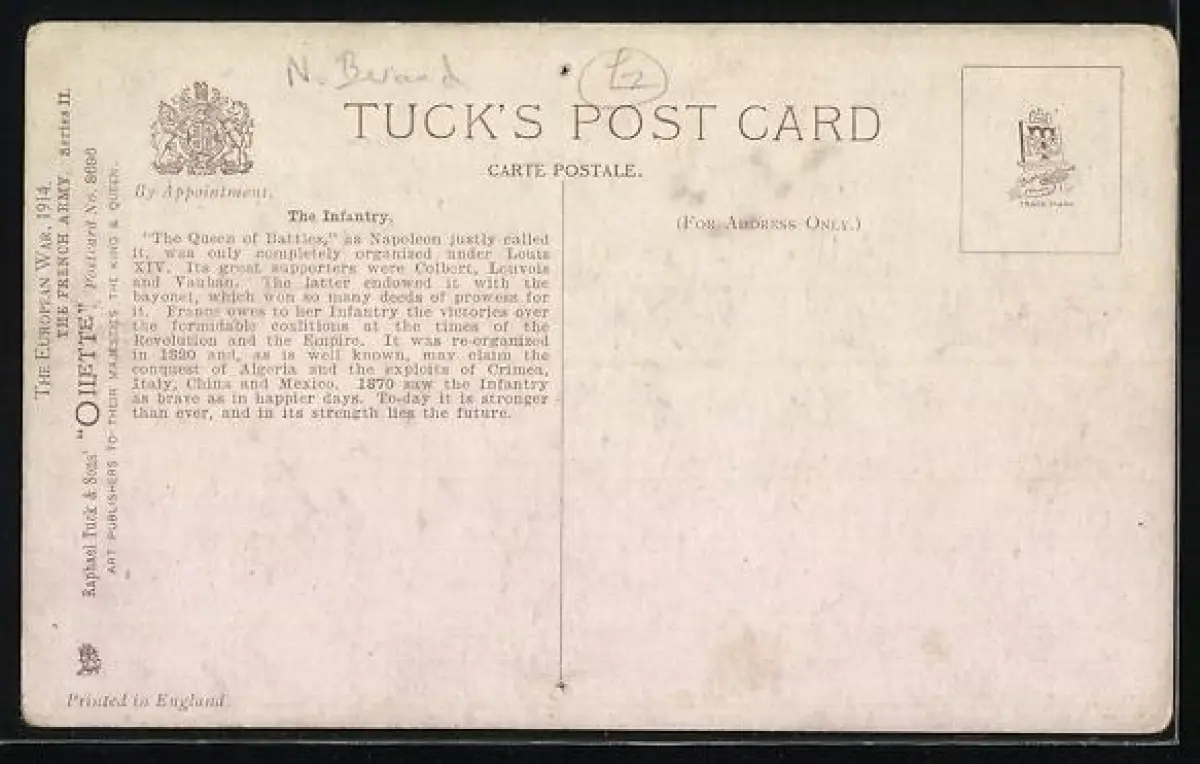 N.
TUCK'S POST CARD
CARTE POSTALE.
By Appointment.
The Infantry.
"The Queen of Battles," as Napoleon justly called
it, was only completely organized under Louis
XIV. Its great supporters were Colbert, Louvois
and Vauban. The latter endowed it with the
bayonet, which won so many deeds of prowess for
it. France owes to her Infantry the victories over
the formidable coalitions at the times of the
Revolution and the Empire. It was re-organized
in 1820 and, as is well known, may claim the
conquest of Algeria and the exploits of Crimea,
Italy, China and Mexico. 1870 saw the Infantry
as brave as in happier days. To-day it is stronger
than ever, and in its strength lies the future.
(FOR ADDRESS ONLY.)
TRADE MARK
THE EUROPEAN WAR, 1914.
THE FRENCH ARMY Series II.
Raphael Tuck & Sons' "OILETTE" Postcard No. 8696
ART PUBLISHERS TO THEIR MAJESTIES THE KING & QUEEN.
Printed in England.